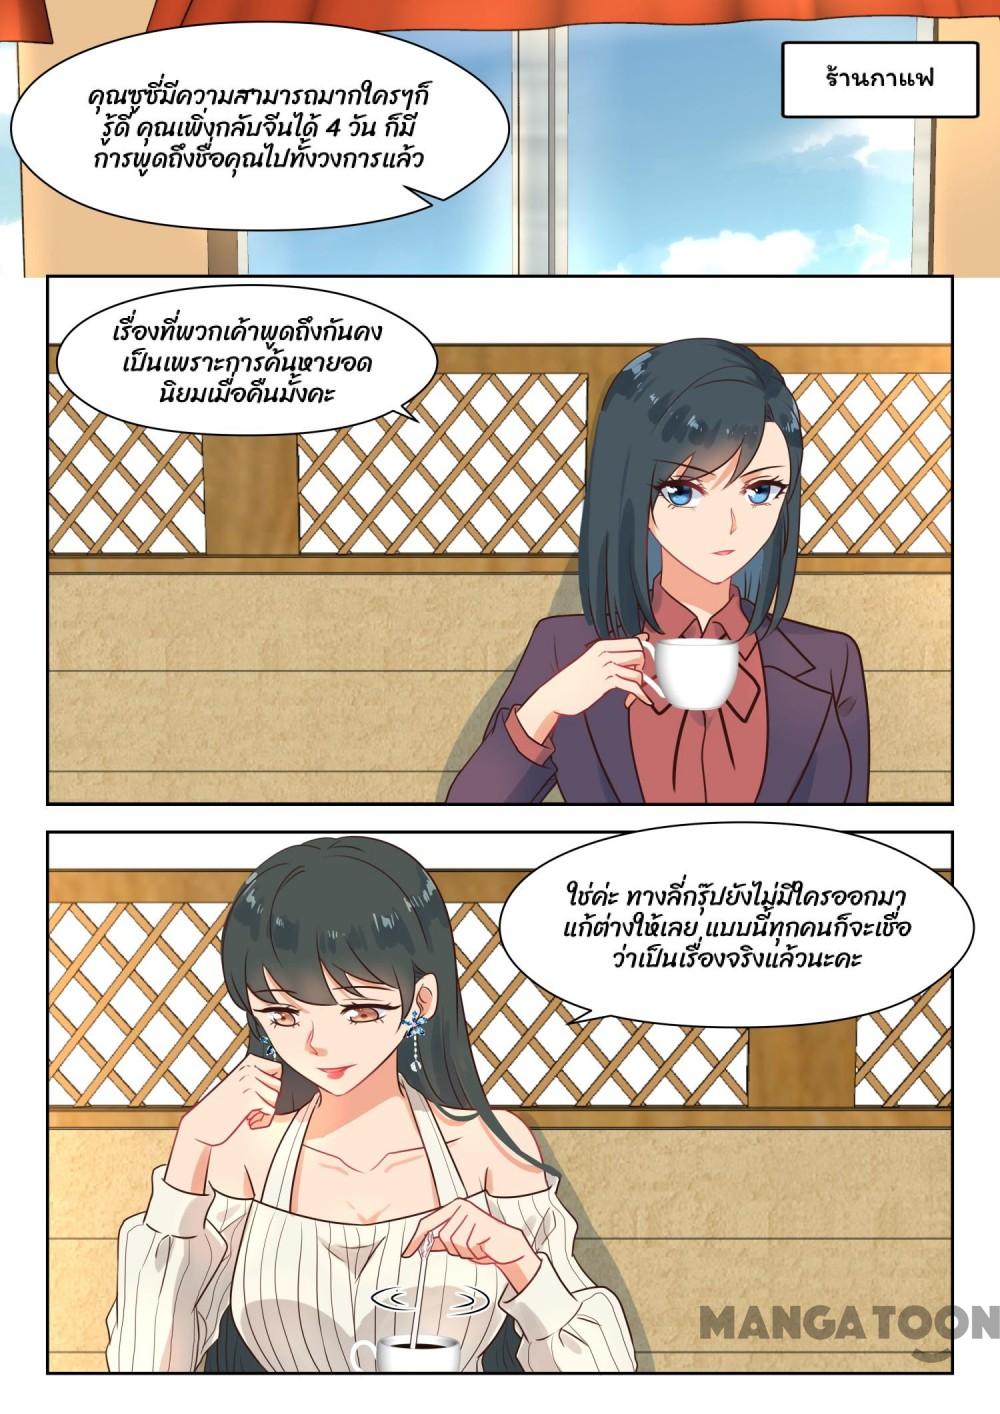 ร้านกาแฟ
คุณซูซี่มีความสามารถมากใครๆก็
รู้ดี คุณเพิ่งกลับจีนได้ 4 วัน ก็มี
การพูดถึงชื่อคุณไปทั้งวงการแล้ว
เรื่องที่พวกเค้าพูดถึงกันคง
เป็นเพราะการค้นหายอด
นิยมเมื่อคืนมั้งคะ
ใช่ค่ะ ทางลี่กรุ๊ปยังไม่มีใครออกมา
แก้ต่างให้เลย แบบนี้ทุกคนก็จะเชื่อ
ว่าเป็นเรื่องจริงแล้วนะคะ
MANGATOON